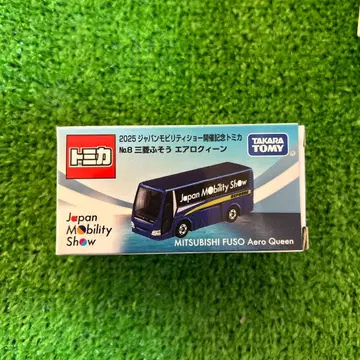 2025 ジャパンモビリティショー開催記念トミカ
No.8 三菱ふそう エアロクィーン
トミカ
TAKARA
TOMY
Japan Mobility Show
Japan
Mobility
Show
MITSUBISHI FUSO Aero Queen